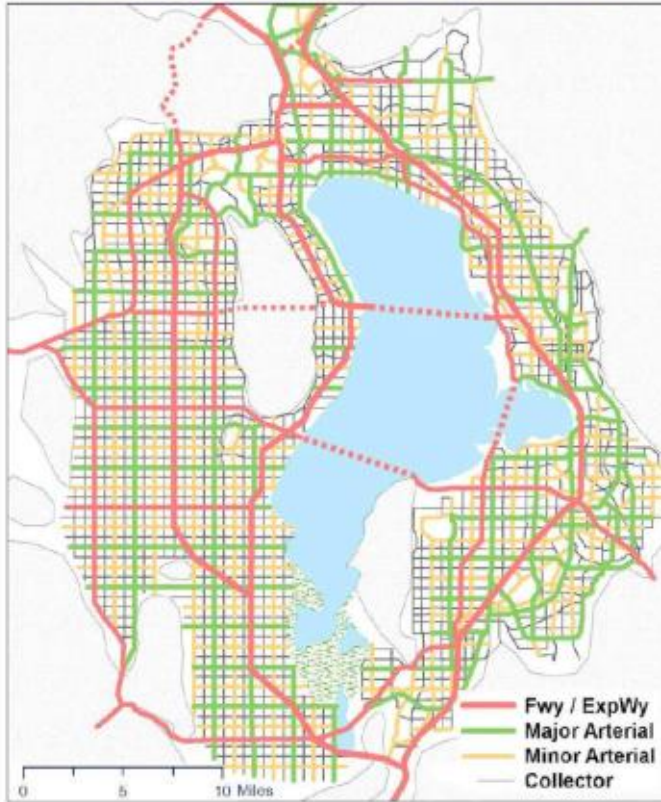 Fwy / ExpWy
Major Arterial
Minor Arterial
Collector
0 5 10 Miles